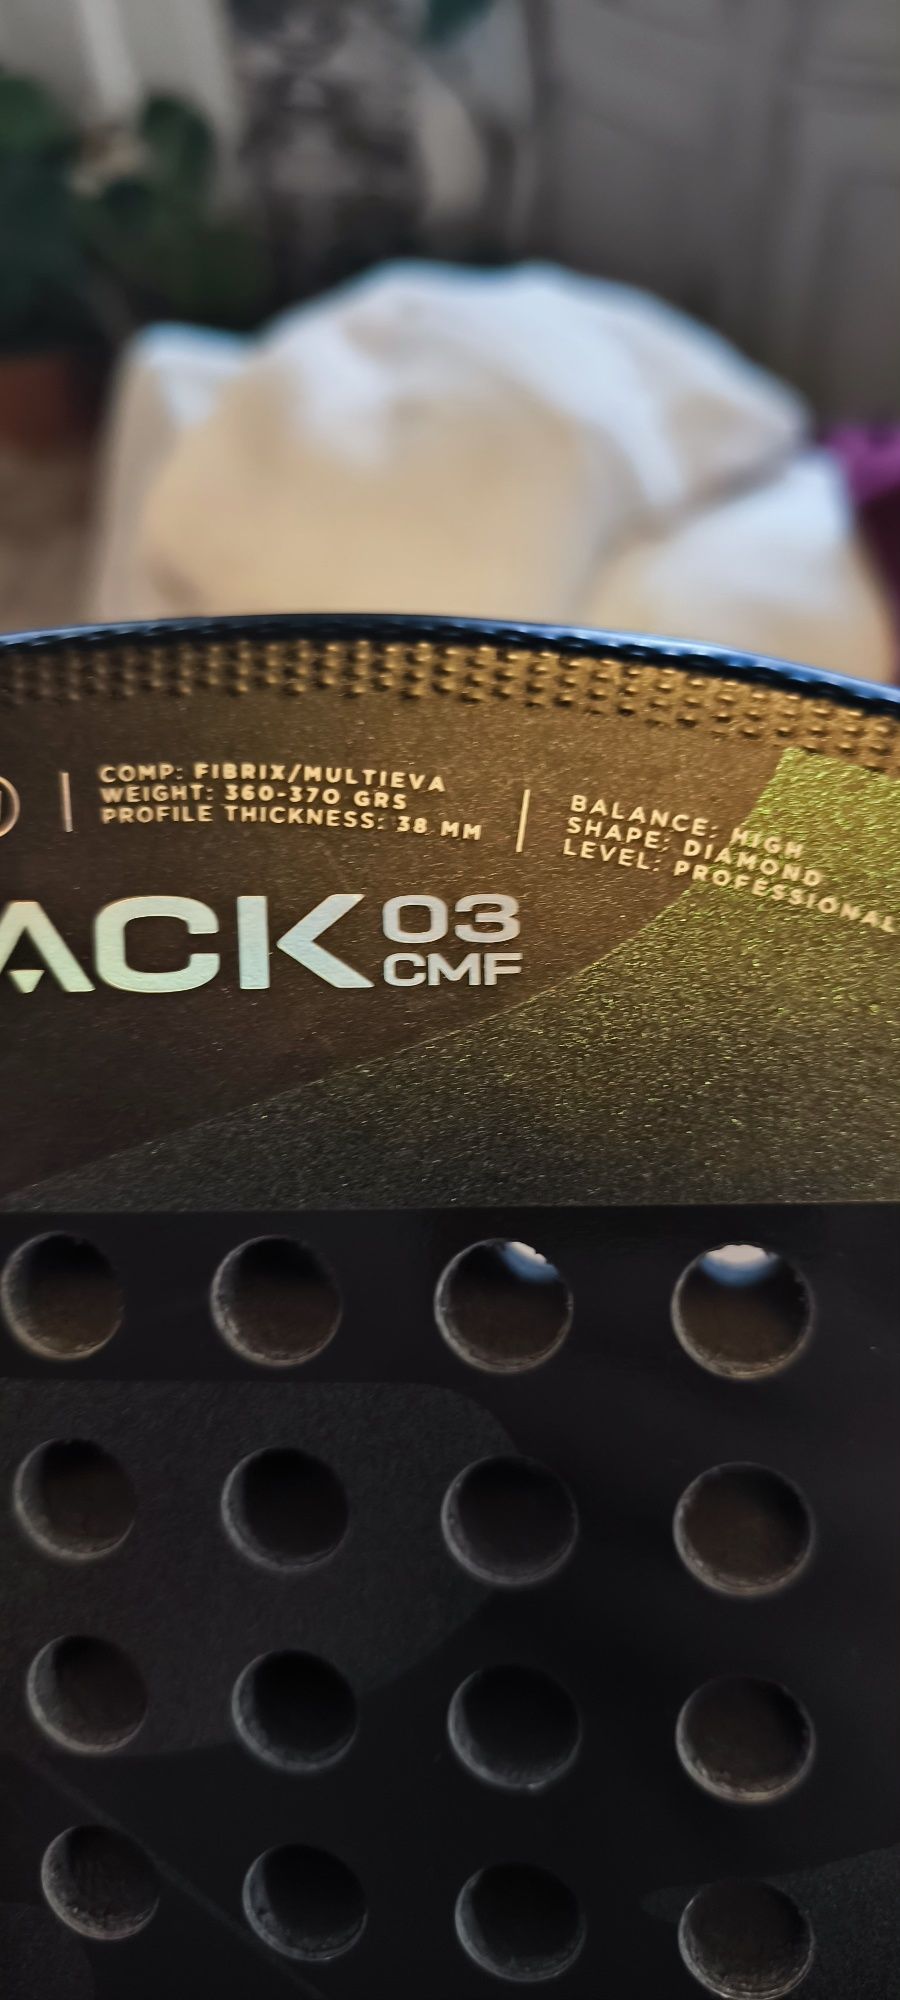 COMP: FIBRIX/MULTIEVA
WEIGHT: 360-370 GRS
PROFILE THICKNESS: 38 MM
BALANCE: HIGH
SHAPE: DIAMOND
LEVEL: PROFESSIONAL
ACK 03
CMF